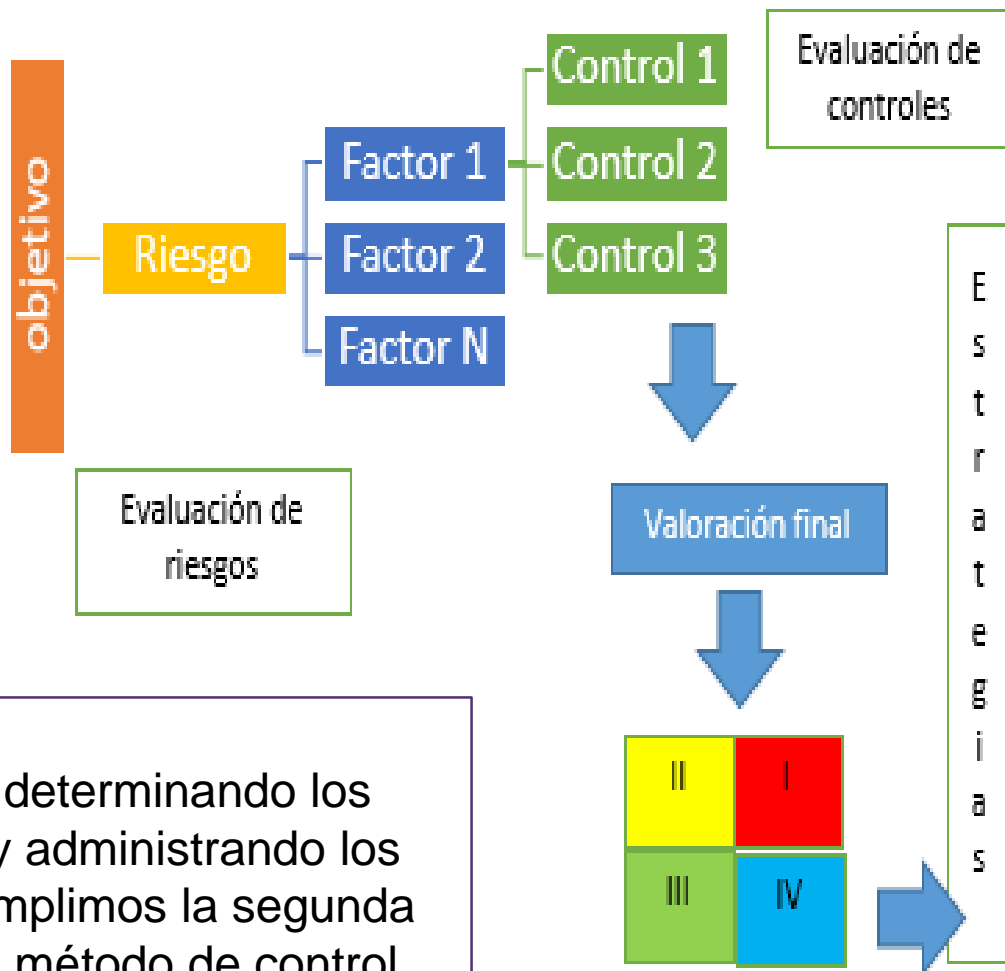 objetivo
Riesgo
Factor 1
Factor 2
Factor N
Control 1
Control 2
Control 3
Evaluación de
controles
Evaluación de
riesgos
Valoración final
II
I
III
IV
E
s
t
r
a
t
e
g
i
a
s
determinando los
y administrando los
mplimos la segunda
método de control